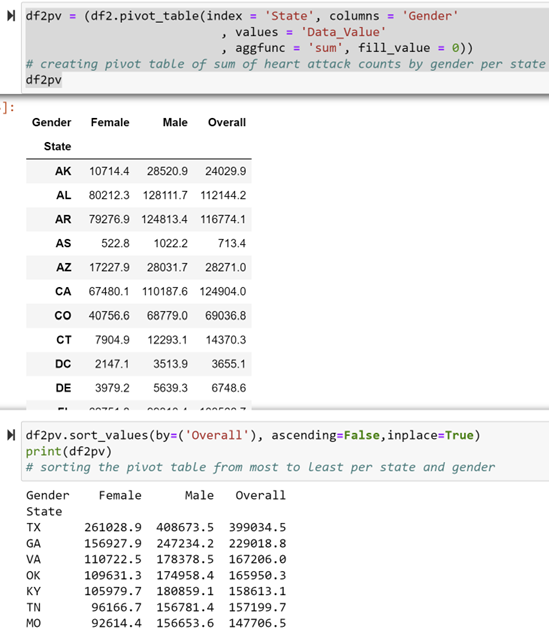 df2pv = (df2.pivot_table(index = 'State', columns = 'Gender'
, values = 'Data_Value'
, aggfunc = 'sum', fill_value = 0))
# creating pivot table of sum of heart attack counts by gender per state
df2pv
]:
Gender Female Male Overall
State
AK 10714.4 28520.9 24029.9
AL 80212.3 128111.7 112144.2
AR 79276.9 124813.4 116774.1
AS 522.8 1022.2 713.4
AZ 17227.9 28031.7 28271.0
CA 67480.1 110187.6 124904.0
CO 40756.6 68779.0 69036.8
CT 7904.9 12293.1 14370.3
DC 2147.1 3513.9 3655.1
DE 3979.2 5639.3 6748.6
df2pv.sort_values(by=('Overall'), ascending=False,inplace=True)
print(df2pv)
# sorting the pivot table from most to least per state and gender
Gender Female Male Overall
State
TX 261028.9 408673.5 399034.5
GA 156927.9 247234.2 229018.8
VA 110722.5 178378.5 167206.0
OK 109631.3 174958.4 165950.3
KY 105979.7 180859.1 158613.1
TN 96166.7 156781.4 157199.7
MO 92614.4 156653.6 147706.5